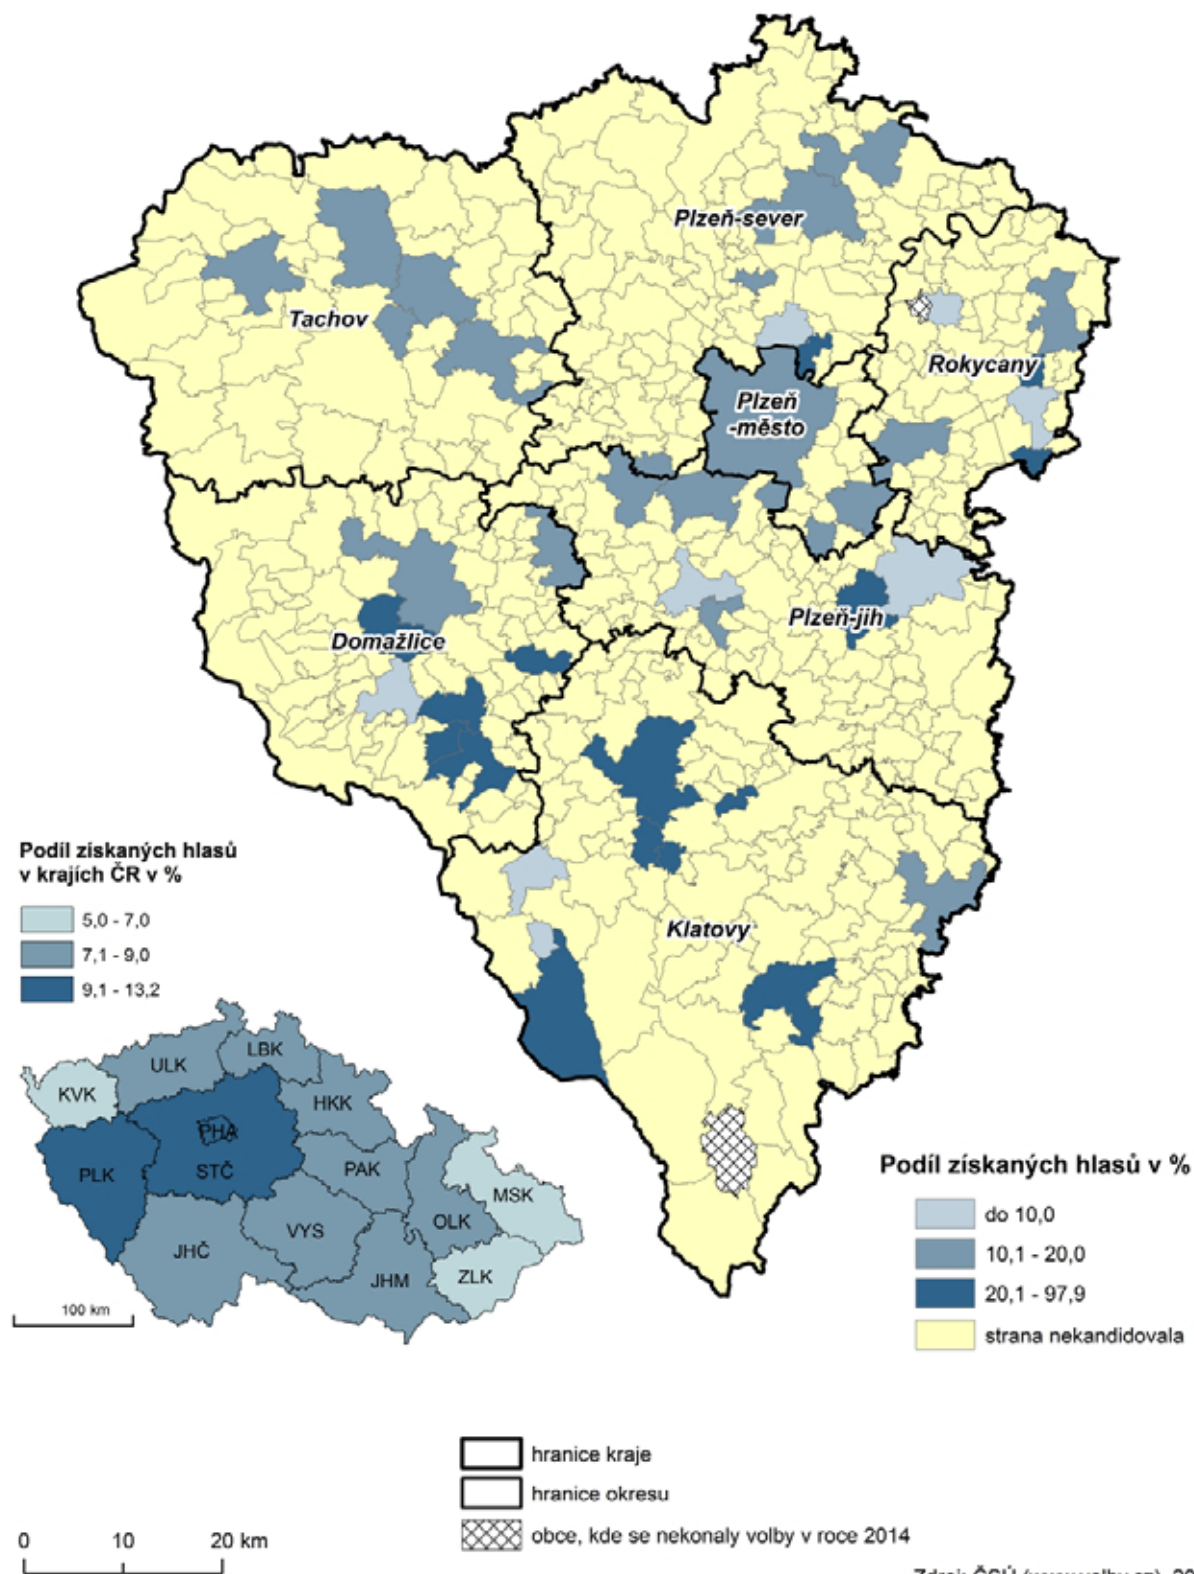 Plzeň-sever
Tachov
Rokycany
Plzeň
-město
Plzeň-jih
Domažlice
Klatovy
Podíl získaných hlasů
v krajích ČR v %
5,0 - 7,0
7,1 - 9,0
9,1 - 13,2
LBK
ULK
KVK
HKK
PHA
PLK
STČ
PAK
MSK
OLK
VYS
JHČ
JHM
ZLK
100 km
Podíl získaných hlasů v %
do 10,0
10,1 - 20,0
20,1 - 97,9
strana nekandidovala
hranice kraje
hranice okresu
obce, kde se nekonaly volby v roce 2014
0 10 20 km